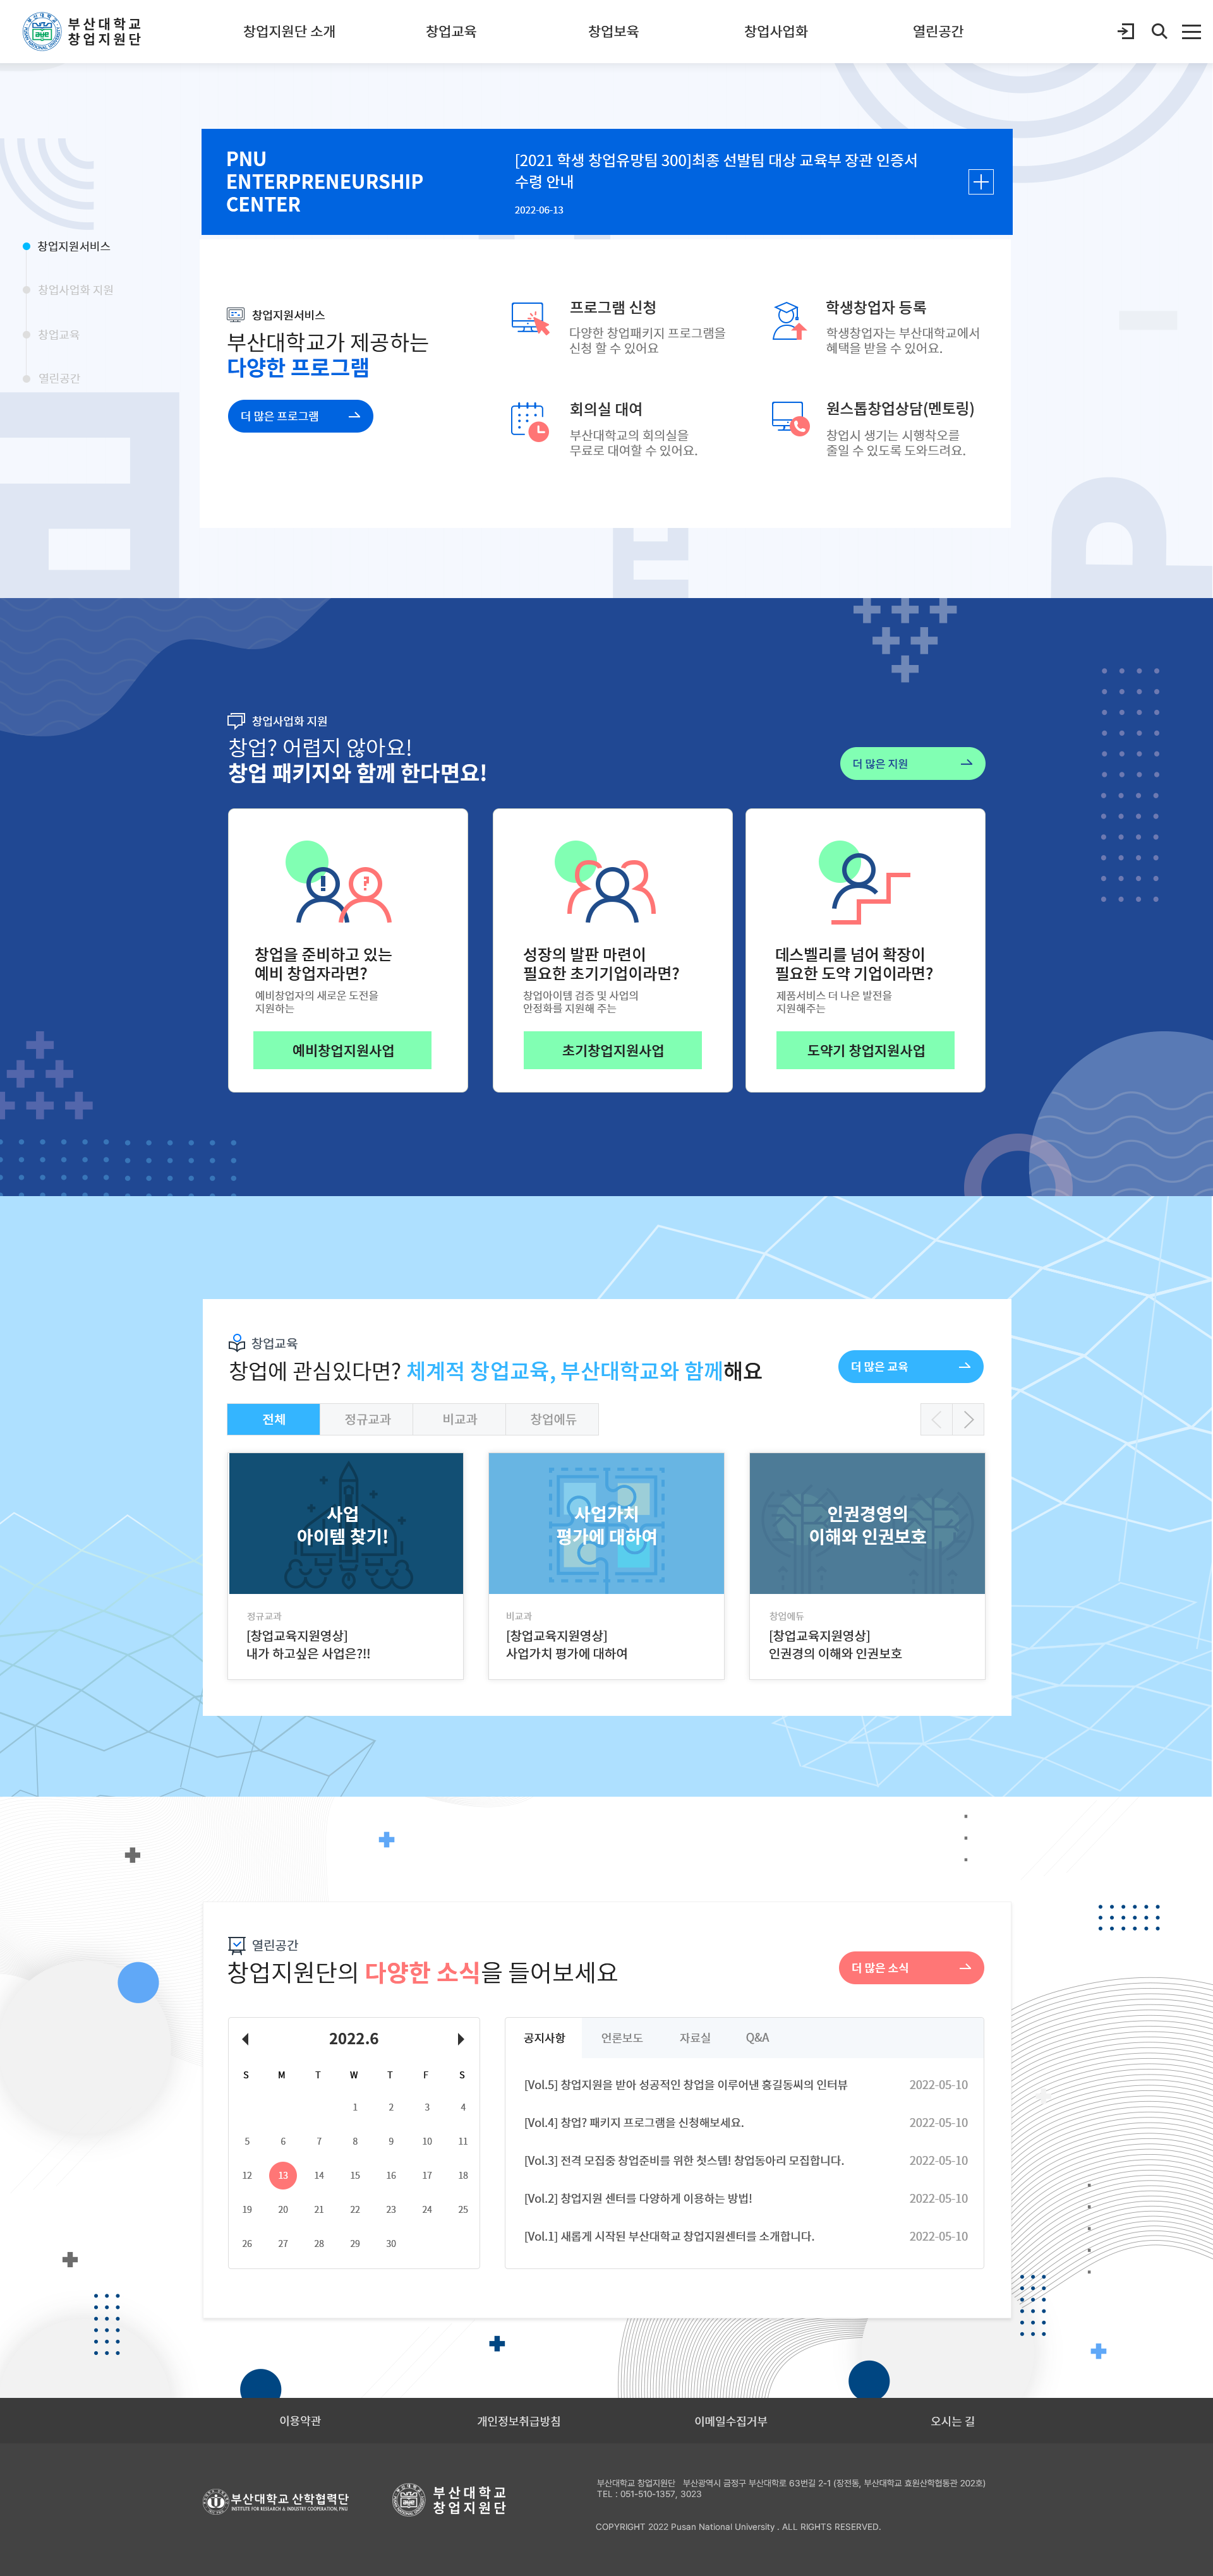 부산대학교
창업지원단
창업지원단 소개
창업교육
창업보육
창업사업화
열린공간
PNU
ENTERPRENEURSHIP
CENTER
[2021 학생 창업유망팀 300]최종 선발팀 대상 교육부 장관 인증서
수령 안내
2022-06-13
창업지원서비스
창업사업화 지원
창업교육
열린공간
창업지원서비스
부산대학교가 제공하는
다양한 프로그램
더 많은 프로그램
프로그램 신청
다양한 창업패키지 프로그램을
신청 할 수 있어요
학생창업자 등록
학생창업자는 부산대학교에서
혜택을 받을 수 있어요.
회의실 대여
부산대학교의 회의실을
무료로 대여할 수 있어요.
원스톱창업상담(멘토링)
창업시 생기는 시행착오를
줄일 수 있도록 도와드려요.
창업사업화 지원
창업? 어렵지 않아요!
창업 패키지와 함께 한다면요!
더 많은 지원
창업을 준비하고 있는
예비 창업자라면?
예비창업자의 새로운 도전을
지원하는
예비창업지원사업
성장의 발판 마련이
필요한 초기기업이라면?
창업아이템 검증 및 사업의
안정화를 지원해 주는
초기창업지원사업
데스벨리를 넘어 확장이
필요한 도약 기업이라면?
제품서비스 더 나은 발전을
지원해주는
도약기 창업지원사업
창업교육
창업에 관심있다면? 체계적 창업교육, 부산대학교와 함께해요
더 많은 교육
전체
정규교과
비교과
창업에듀
사업
아이템 찾기!
정규교과
[창업교육지원영상]
내가 하고싶은 사업은?!!
사업가치
평가에 대하여
비교과
[창업교육지원영상]
사업가치 평가에 대하여
인권경영의
이해와 인권보호
창업에듀
[창업교육지원영상]
인권경의 이해와 인권보호
열린공간
창업지원단의 다양한 소식을 들어보세요
더 많은 소식
2022.6
S M T W T F S
1 2 3 4
5 6 7 8 9 10 11
12 13 14 15 16 17 18
19 20 21 22 23 24 25
26 27 28 29 30
공지사항
언론보도
자료실
Q&A
[Vol.5] 창업지원을 받아 성공적인 창업을 이루어낸 홍길동씨의 인터뷰 2022-05-10
[Vol.4] 창업? 패키지 프로그램을 신청해보세요. 2022-05-10
[Vol.3] 전격 모집중 창업준비를 위한 첫스템! 창업동아리 모집합니다. 2022-05-10
[Vol.2] 창업지원 센터를 다양하게 이용하는 방법! 2022-05-10
[Vol.1] 새롭게 시작된 부산대학교 창업지원센터를 소개합니다. 2022-05-10
이용약관
개인정보취급방침
이메일수집거부
오시는 길
부산대학교 산학협력단
INSTITUTE FOR RESEARCH & INDUSTRY COOPERATION, PNU
부산대학교
창업지원단
부산대학교 창업지원단 부산광역시 금정구 부산대학로 63번길 2-1 (장전동, 부산대학교 효원산학협동관 202호)
TEL : 051-510-1357, 3023
COPYRIGHT 2022 Pusan National University . ALL RIGHTS RESERVED.